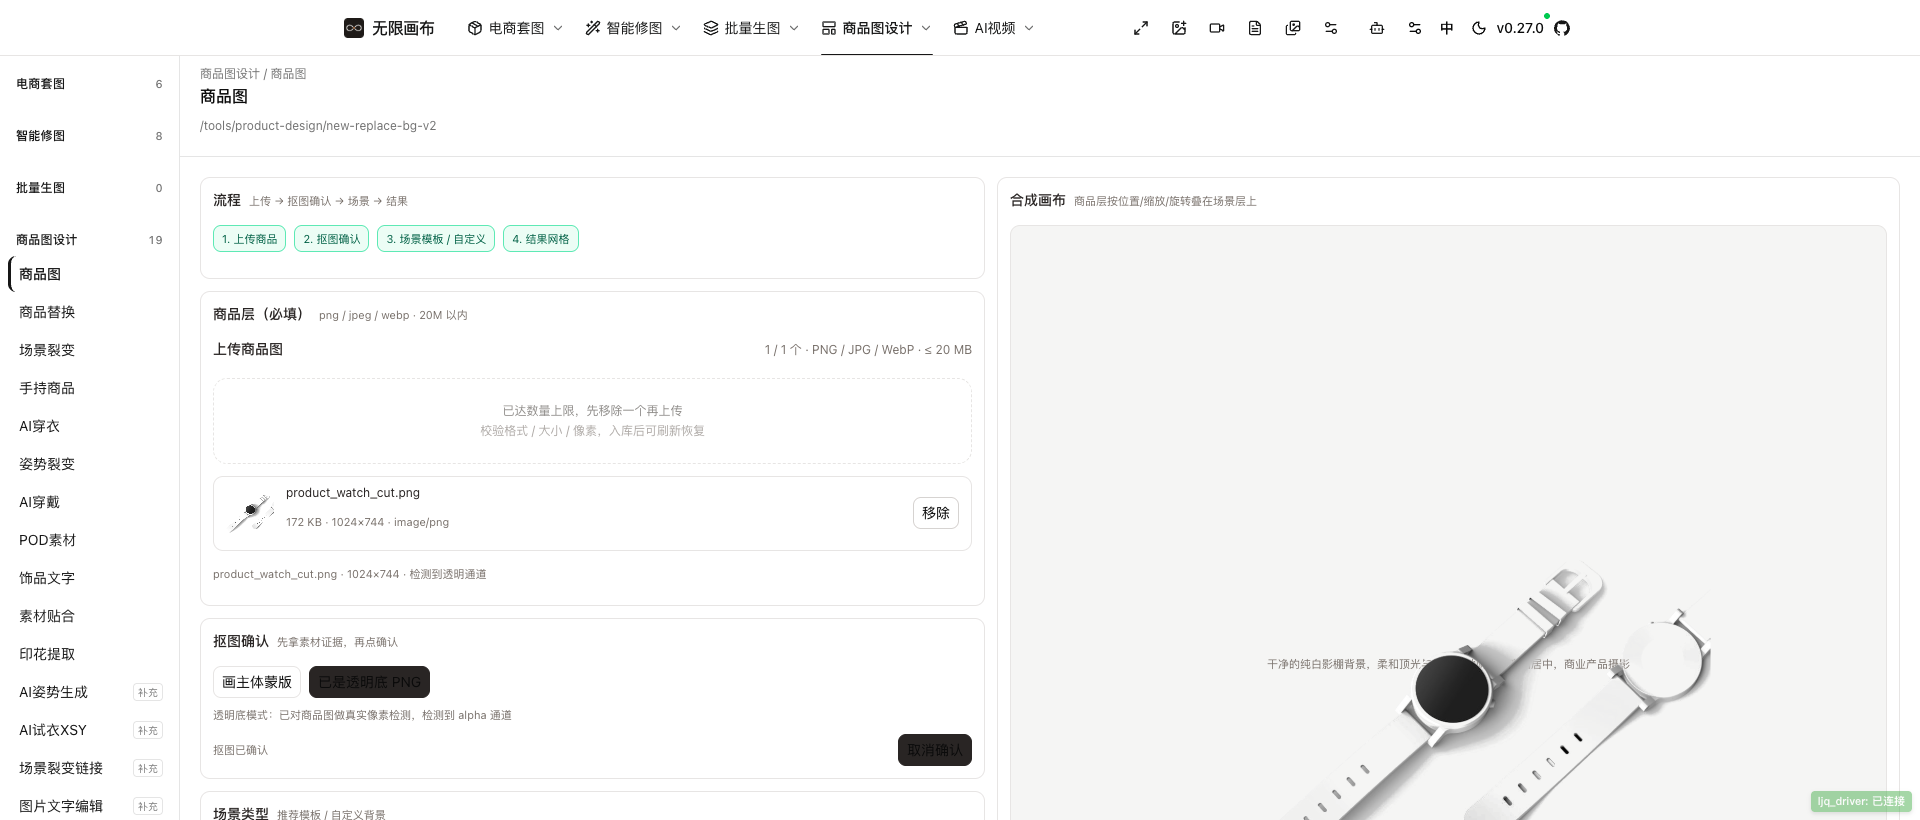 无限画布
电商套图
智能修图
批量生图
商品图设计
AI视频
中
v0.27.0
电商套图 6
智能修图 8
批量生图 0
商品图设计 19
商品图
商品替换
场景裂变
手持商品
AI穿衣
姿势裂变
AI穿戴
POD素材
饰品文字
素材贴合
印花提取
AI姿势生成 补充
AI试衣XSY 补充
场景裂变链接 补充
图片文字编辑 补充
商品图设计 / 商品图
商品图
/tools/product-design/new-replace-bg-v2
流程 上传 → 抠图确认 → 场景 → 结果
1. 上传商品
2. 抠图确认
3. 场景模板 / 自定义
4. 结果网格
商品层（必填） png / jpeg / webp · 20M 以内
上传商品图 1 / 1 个 · PNG / JPG / WebP · ≤ 20 MB
已达数量上限，先移除一个再上传
校验格式 / 大小 / 像素，入库后可刷新恢复
product_watch_cut.png
172 KB · 1024×744 · image/png
移除
product_watch_cut.png · 1024×744 · 检测到透明通道
抠图确认 先拿素材证据，再点确认
画主体蒙版
已是透明底 PNG
透明底模式：已对商品图做真实像素检测，检测到 alpha 通道
抠图已确认
取消确认
场景类型 推荐模板 / 自定义背景
合成画布 商品层按位置/缩放/旋转叠在场景层上
干净的纯白影棚背景，柔和顶光 居中，商业产品摄影
ljq_driver: 已连接